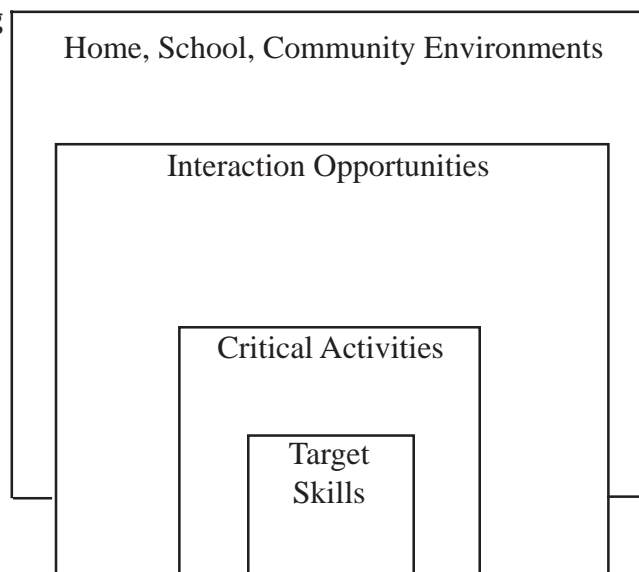 g
Home, School, Community Environments
Interaction Opportunities
Critical Activities
Target
Skills